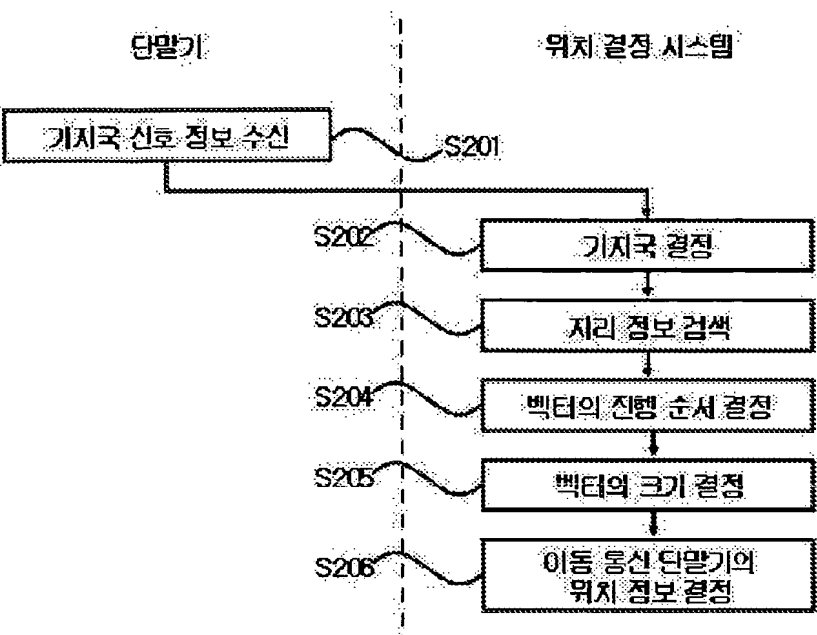 단말기
위치 결정 시스템
기지국 신호 정보 수신
S201
S202
기지국 결정
S203
지리 정보 검색
S204
벡터의 진행 순서 결정
S205
벡터의 크기 결정
S206
이동 통신 단말기의
위치 정보 결정